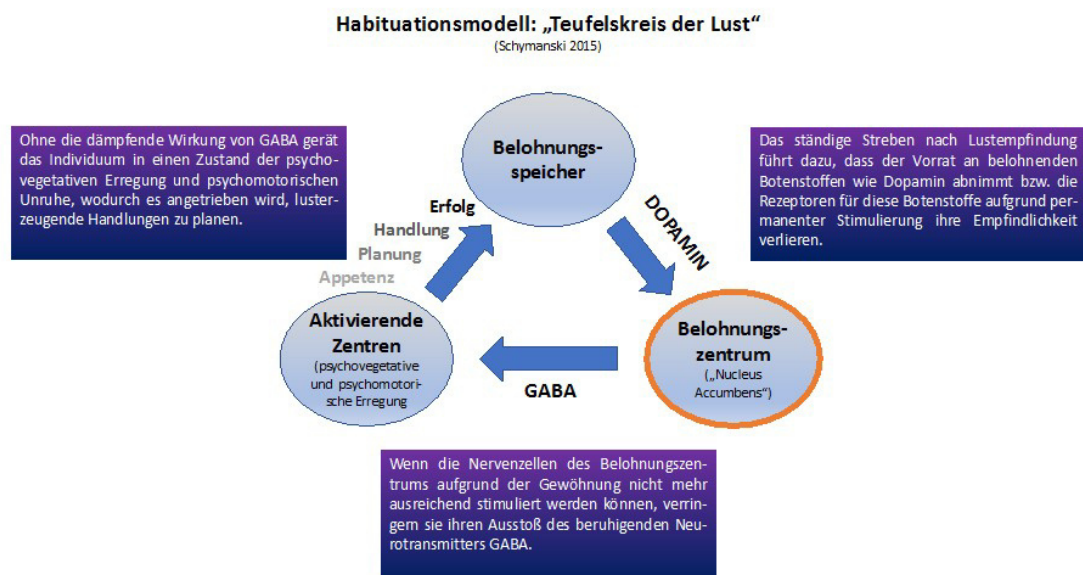 Habituationsmodell: „Teufelskreis der Lust“
(Schymanski 2015)
Ohne die dämpfende Wirkung von GABA gerät
das Individuum in einen Zustand der psycho-
vegetativen Erregung und psychomotorischen
Unruhe, wodurch es angetrieben wird, luster-
zeugende Handlungen zu planen.
Belohnungs-
speicher
Das ständige Streben nach Lustempfindung
führt dazu, dass der Vorrat an belohnenden
Botenstoffen wie Dopamin abnimmt bzw. die
Rezeptoren für diese Botenstoffe aufgrund per-
manenter Stimulierung ihre Empfindlichkeit
verlieren.
Erfolg
Handlung
Planung
Appetenz
DOPAMIN
Aktivierende
Zentren
(psychovegetative
und psychomotori-
sche Erregung
GABA
Belohnungs-
zentrum
(„Nucleus
Accumbens“)
Wenn die Nervenzellen des Belohnungszen-
trums aufgrund der Gewöhnung nicht mehr
ausreichend stimuliert werden können, verrin-
gern sie ihren Ausstoß des beruhigenden Neu-
rotransmitters GABA.